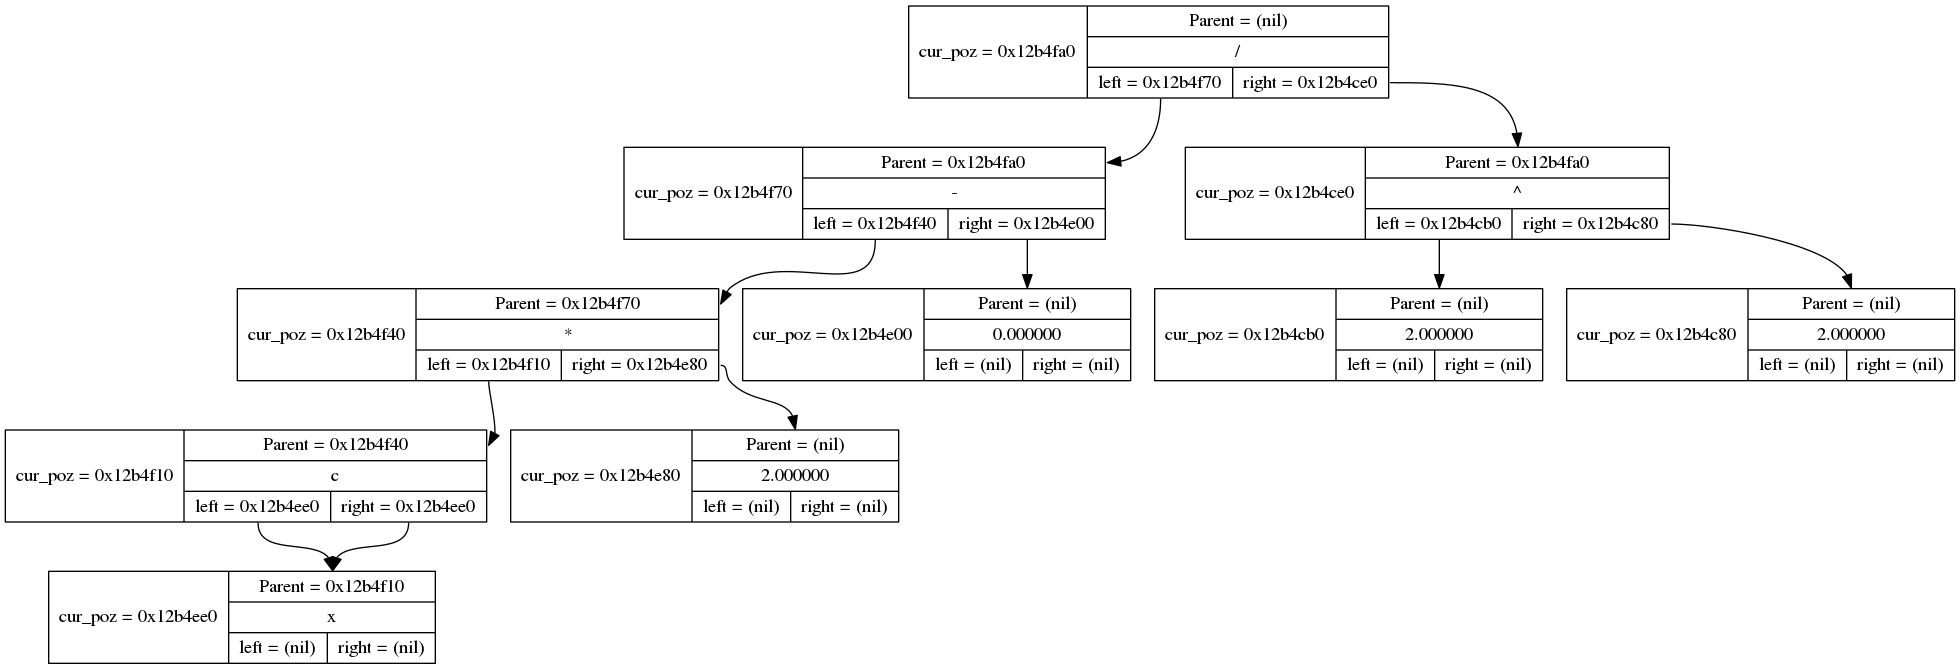 cur_poz = 0x12b4fa0
Parent = (nil)
/
left = 0x12b4f70
right = 0x12b4ce0
cur_poz = 0x12b4f70
Parent = 0x12b4fa0
-
left = 0x12b4f40
right = 0x12b4e00
cur_poz = 0x12b4ce0
Parent = 0x12b4fa0
^
left = 0x12b4cb0
right = 0x12b4c80
cur_poz = 0x12b4f40
Parent = 0x12b4f70
*
left = 0x12b4f10
right = 0x12b4e80
cur_poz = 0x12b4e00
Parent = (nil)
0.000000
left = (nil)
right = (nil)
cur_poz = 0x12b4cb0
Parent = (nil)
2.000000
left = (nil)
right = (nil)
cur_poz = 0x12b4c80
Parent = (nil)
2.000000
left = (nil)
right = (nil)
cur_poz = 0x12b4f10
Parent = 0x12b4f40
c
left = 0x12b4ee0
right = 0x12b4ee0
cur_poz = 0x12b4e80
Parent = (nil)
2.000000
left = (nil)
right = (nil)
cur_poz = 0x12b4ee0
Parent = 0x12b4f10
x
left = (nil)
right = (nil)